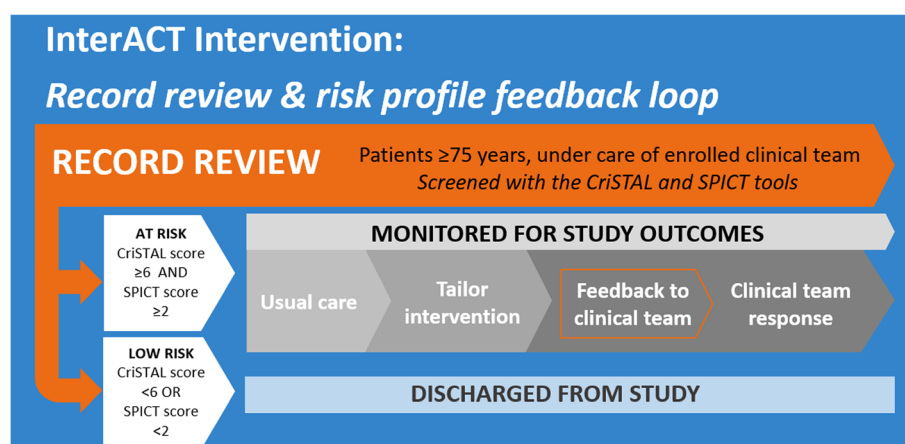 InterACT Intervention:
Record review & risk profile feedback loop
RECORD REVIEW
Patients ≥75 years, under care of enrolled clinical team
Screened with the CriSTAL and SPICT tools
AT RISK
CriSTAL score
≥6 AND
SPICT score
≥2
MONITORED FOR STUDY OUTCOMES
Usual care
Tailor
intervention
Feedback to
clinical team
Clinical team
response
LOW RISK
CriSTAL score
<6 OR
SPICT score
<2
DISCHARGED FROM STUDY